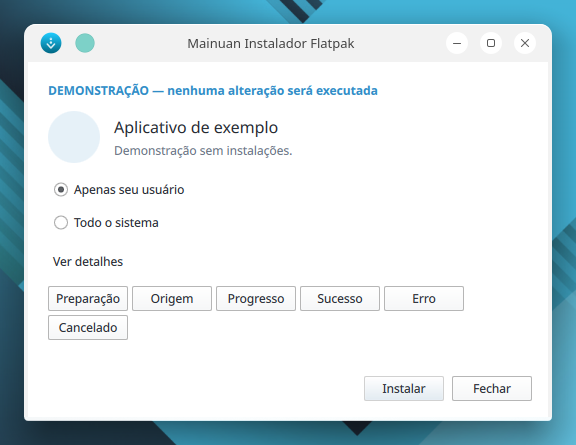 Mainuan Instalador Flatpak
DEMONSTRAÇÃO — nenhuma alteração será executada
Aplicativo de exemplo
Demonstração sem instalações.
Apenas seu usuário
Todo o sistema
Ver detalhes
Preparação Origem Progresso Sucesso Erro
Cancelado
Instalar Fechar